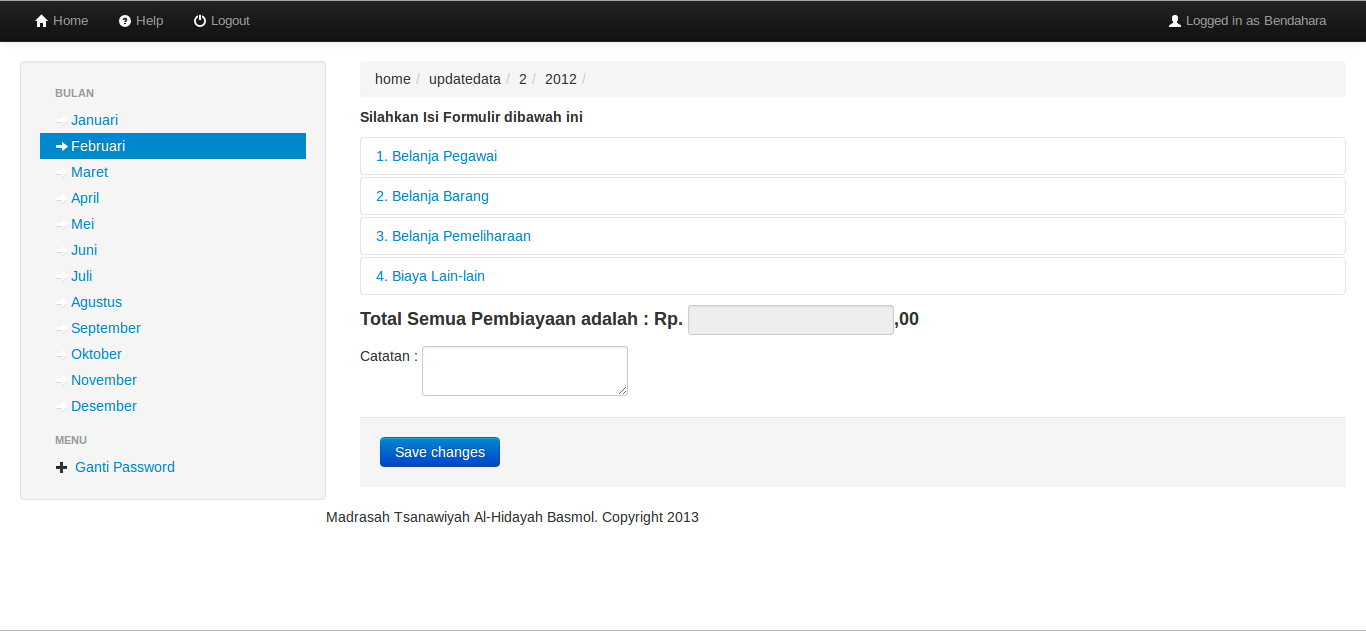 Home Help Logout Logged in as Bendahara
BULAN
Januari
Februari
Maret
April
Mei
Juni
Juli
Agustus
September
Oktober
November
Desember
MENU
Ganti Password
home / updatedata / 2 / 2012 /
Silahkan Isi Formulir dibawah ini
1. Belanja Pegawai
2. Belanja Barang
3. Belanja Pemeliharaan
4. Biaya Lain-lain
Total Semua Pembiayaan adalah : Rp. ,00
Catatan :
Save changes
Madrasah Tsanawiyah Al-Hidayah Basmol. Copyright 2013